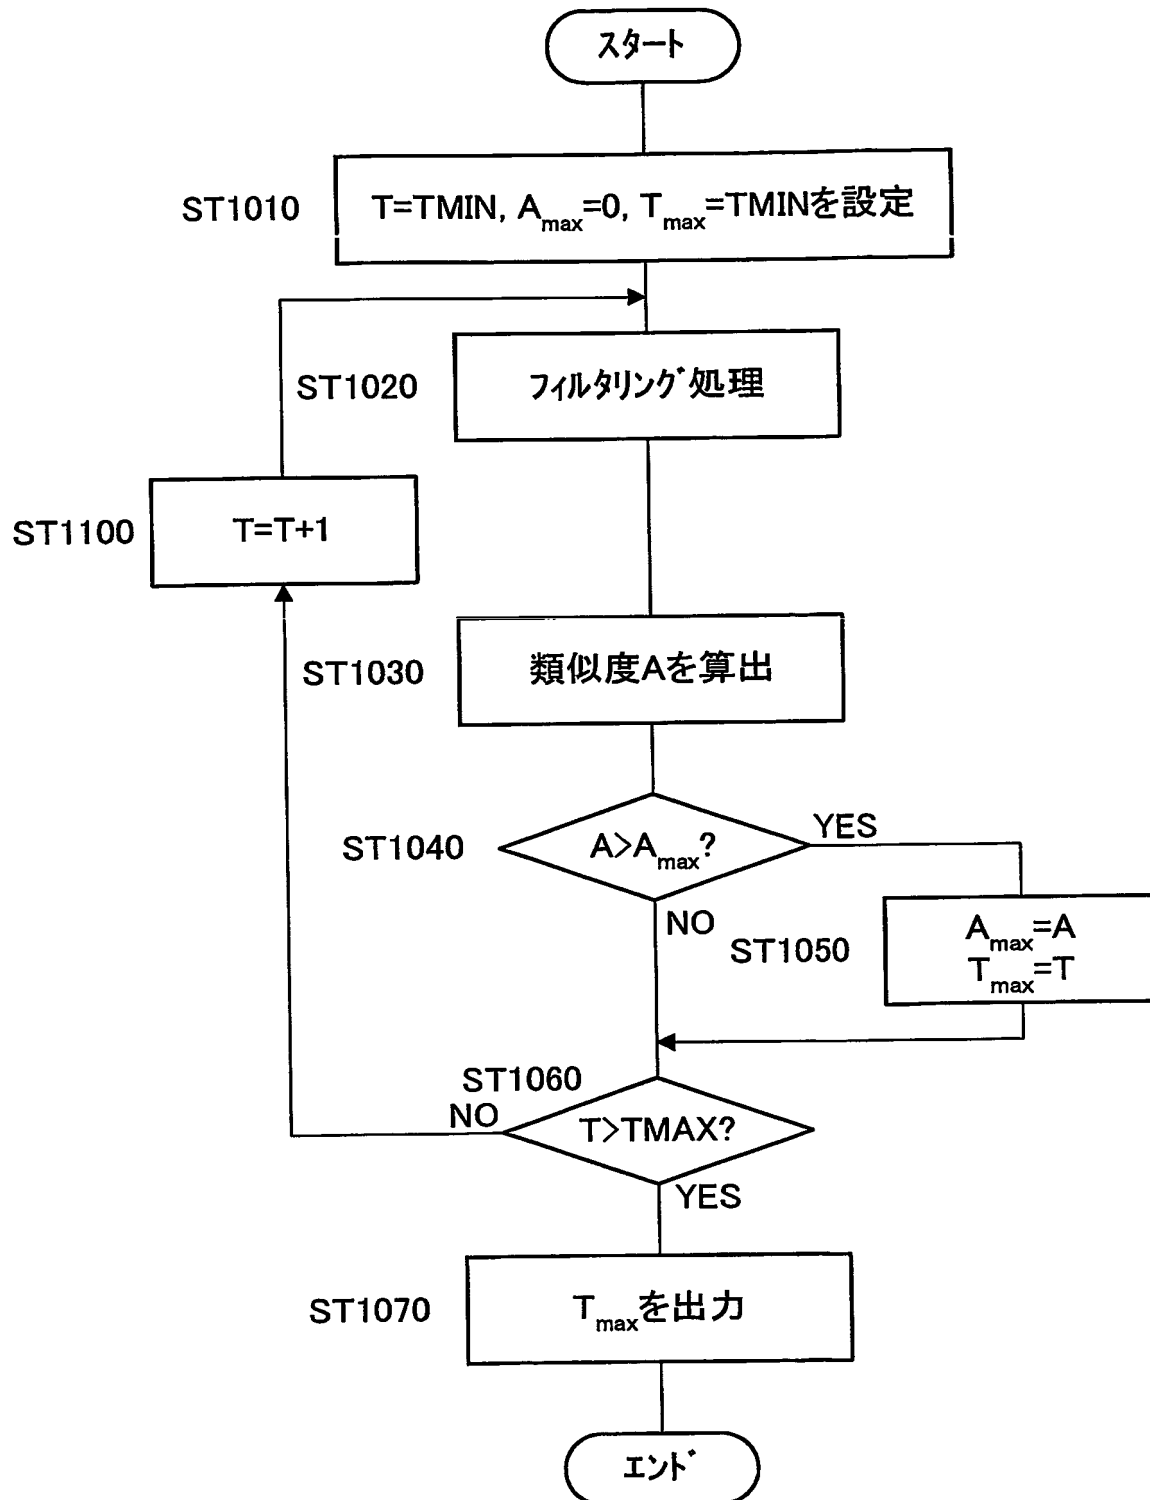 スタート
ST1010
T=TMIN, Amax=0, Tmax=TMINを設定
ST1020
フィルタリング処理
ST1100
T=T+1
ST1030
類似度Aを算出
ST1040
A>Amax?
YES
NO
ST1050
Amax=A
Tmax=T
ST1060
NO
T>TMAX?
YES
ST1070
Tmaxを出力
エンド